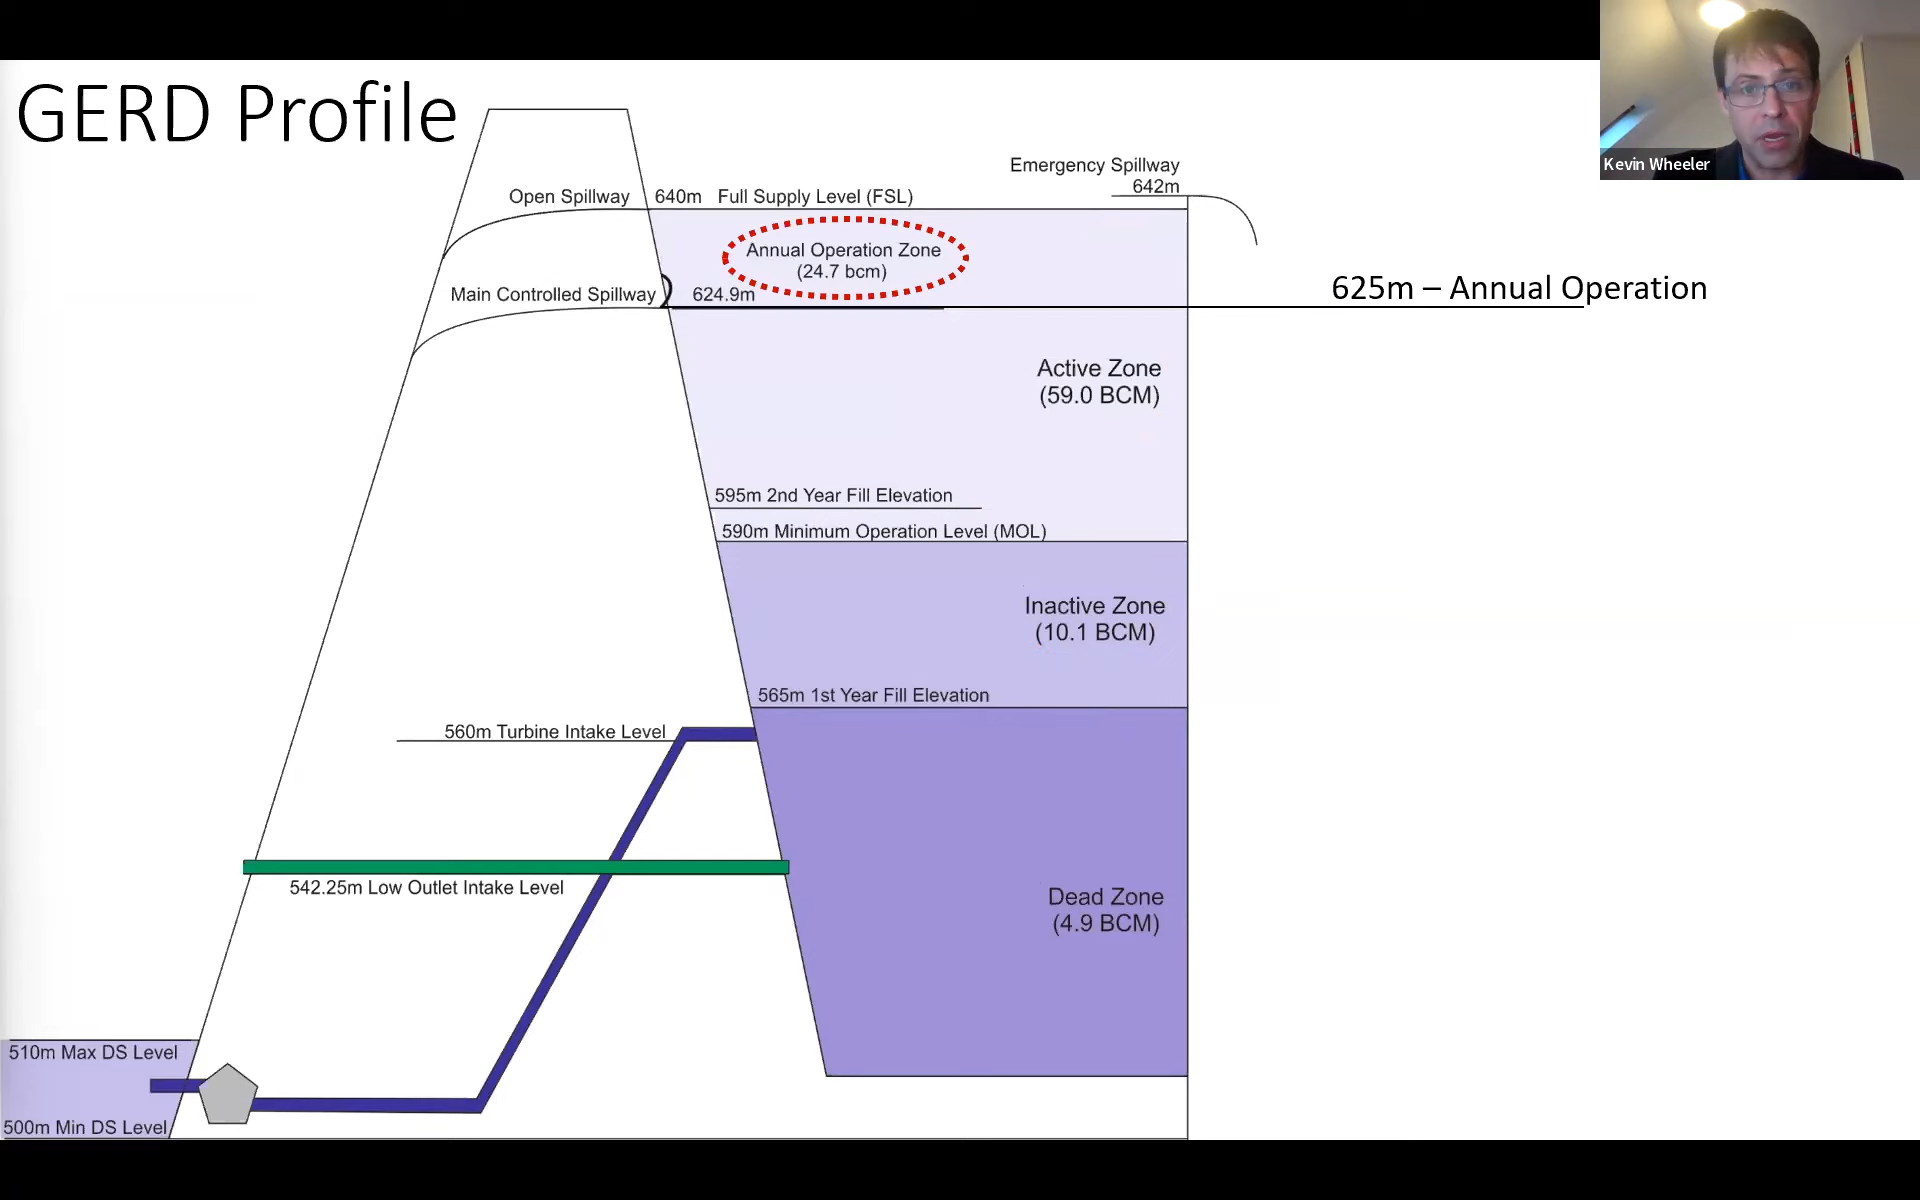 GERD Profile
Emergency Spillway
642m
Kevin Wheeler
Open Spillway
640m Full Supply Level (FSL)
Annual Operation Zone
(24.7 bcm)
Main Controlled Spillway
624.9m
625m – Annual Operation
Active Zone
(59.0 BCM)
595m 2nd Year Fill Elevation
590m Minimum Operation Level (MOL)
Inactive Zone
(10.1 BCM)
565m 1st Year Fill Elevation
560m Turbine Intake Level
542.25m Low Outlet Intake Level
Dead Zone
(4.9 BCM)
510m Max DS Level
500m Min DS Level